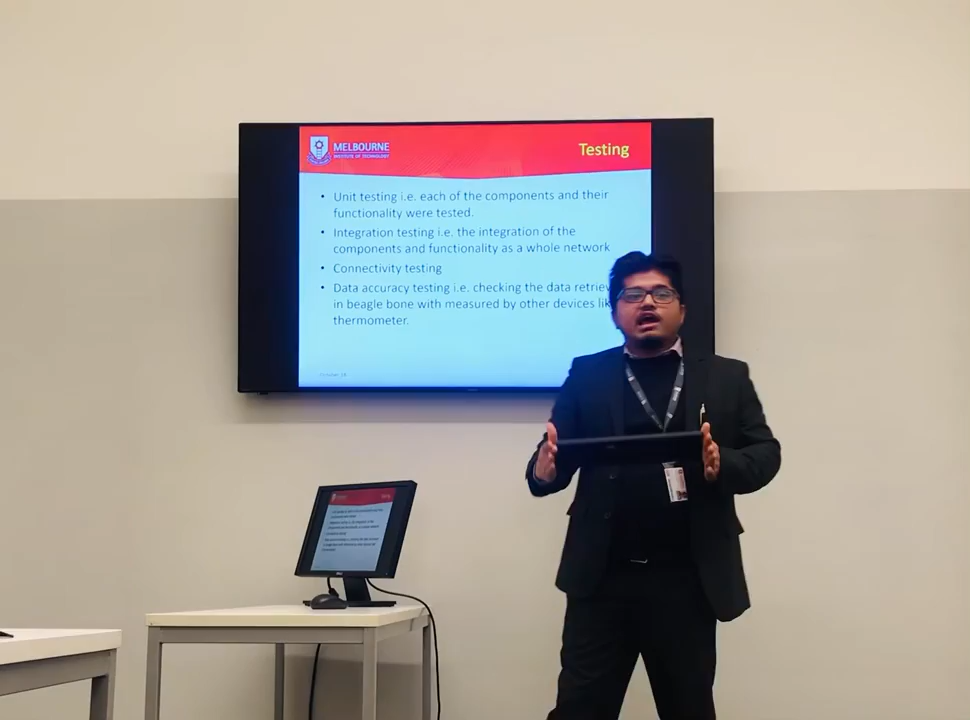 MELBOURNE
INSTITUTE OF TECHNOLOGY
Testing
• Unit testing i.e. each of the components and their
functionality were tested.
• Integration testing i.e. the integration of the
components and functionality as a whole network
• Connectivity testing
• Data accuracy testing i.e. checking the data
in beagle bone with measured by other devices
thermometer.
DELL